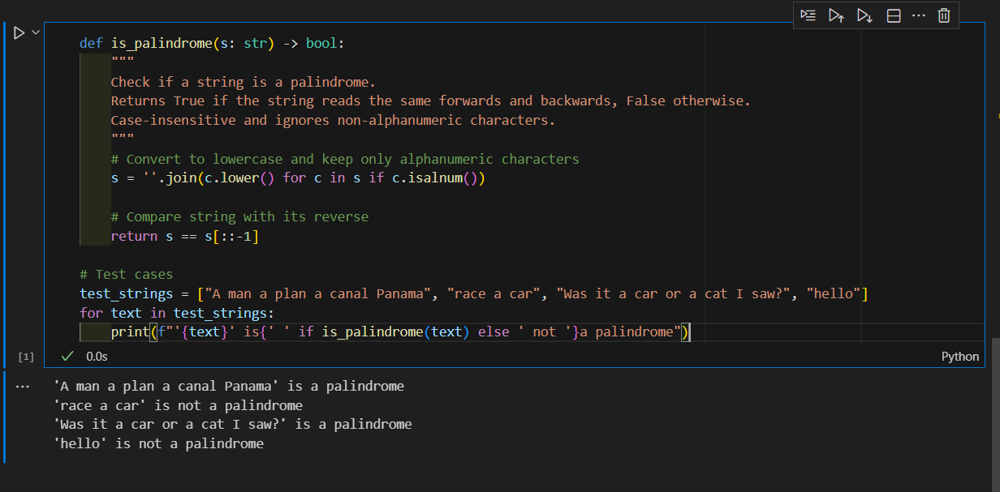 def is_palindrome(s: str) -> bool:
    """
    Check if a string is a palindrome.
    Returns True if the string reads the same forwards and backwards, False otherwise.
    Case-insensitive and ignores non-alphanumeric characters.
    """
    # Convert to lowercase and keep only alphanumeric characters
    s = ''.join(c.lower() for c in s if c.isalnum())

    # Compare string with its reverse
    return s == s[::-1]

# Test cases
test_strings = ["A man a plan a canal Panama", "race a car", "Was it a car or a cat I saw?", "hello"]
for text in test_strings:
    print(f"'{text}' is{' ' if is_palindrome(text) else ' not '}a palindrome")
[1] 0.0s Python
'A man a plan a canal Panama' is a palindrome
'race a car' is not a palindrome
'Was it a car or a cat I saw?' is a palindrome
'hello' is not a palindrome